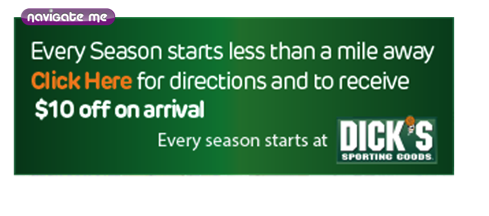 navigate me
Every Season starts less than a mile away
Click Here for directions and to receive
$10 off on arrival
Every season starts at DICK'S
SPORTING GOODS.